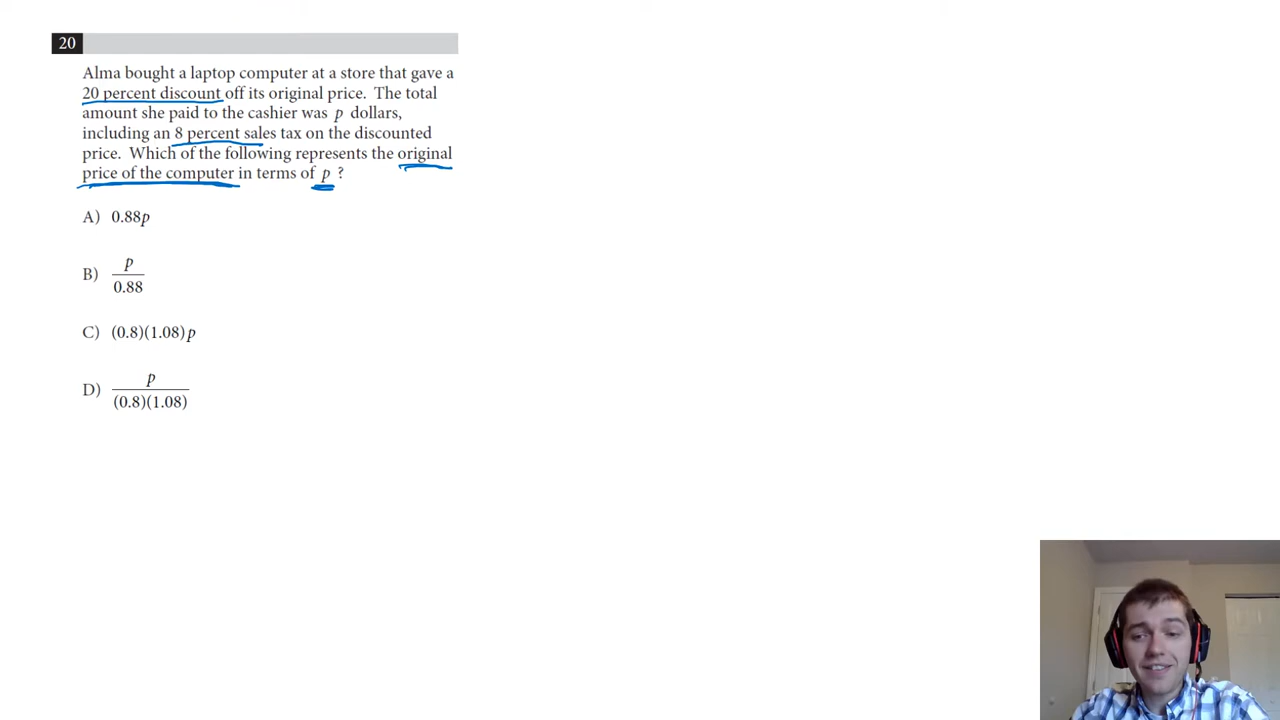 20
Alma bought a laptop computer at a store that gave a
20 percent discount off its original price. The total
amount she paid to the cashier was p dollars,
including an 8 percent sales tax on the discounted
price. Which of the following represents the original
price of the computer in terms of p ?
A) 0.88p
B) p
0.88
C) (0.8)(1.08)p
D) p
(0.8)(1.08)